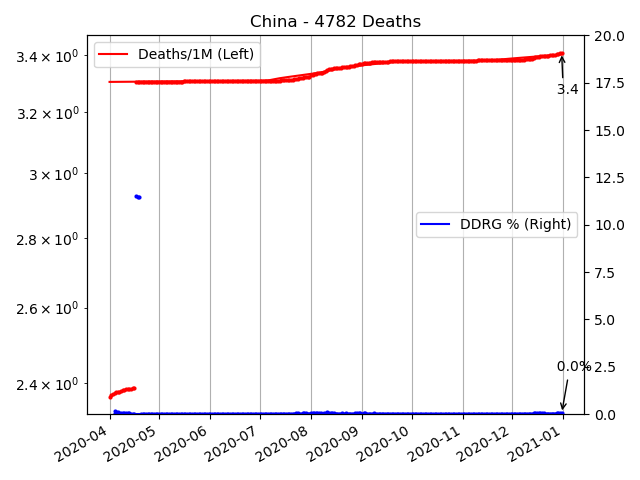 China - 4782 Deaths
Deaths/1M (Left)
DDRG % (Right)
3.4
0.0%
3.4 × 10⁰
3.2 × 10⁰
3 × 10⁰
2.8 × 10⁰
2.6 × 10⁰
2.4 × 10⁰
20.0
17.5
15.0
12.5
10.0
7.5
5.0
2.5
0.0
2020-04
2020-05
2020-06
2020-07
2020-08
2020-09
2020-10
2020-11
2020-12
2021-01